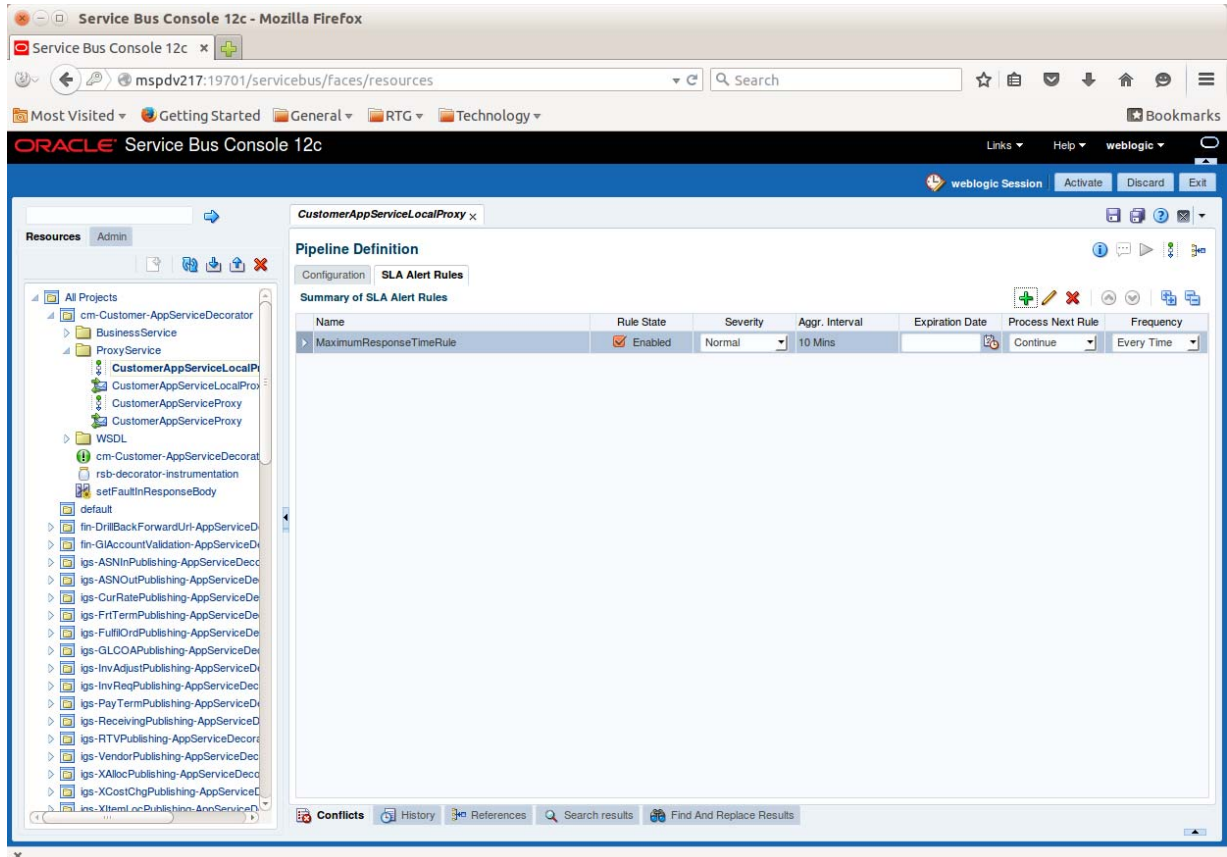 Service Bus Console 12c - Mozilla Firefox
Service Bus Console 12c
mspdv217:19701/servicebus/faces/resources
Search
Most Visited Getting Started General RTG Technology Bookmarks
ORACLE Service Bus Console 12c Links Help weblogic
weblogic Session Activate Discard Exit
CustomerAppServiceLocalProxy
Resources Admin
Pipeline Definition
Configuration SLA Alert Rules
Summary of SLA Alert Rules
Name Rule State Severity Aggr. Interval Expiration Date Process Next Rule Frequency
MaximumResponseTimeRule Enabled Normal 10 Mins Continue Every Time
All Projects
cm-Customer-AppServiceDecorator
BusinessService
ProxyService
CustomerAppServiceLocalPr
CustomerAppServiceLocalProx
CustomerAppServiceProxy
CustomerAppServiceProxy
WSDL
cm-Customer-AppServiceDecorat
rsb-decorator-instrumentation
setFaultInResponseBody
default
fin-DrillBackForwardUrl-AppServiceD
fin-GlAccountValidation-AppServiceDe
igs-ASNInPublishing-AppServiceDeco
igs-ASNOutPublishing-AppServiceDe
igs-CurRatePublishing-AppServiceDe
igs-FrtTermPublishing-AppServiceDe
igs-FulfilOrdPublishing-AppServiceDe
igs-GLCOAPublishing-AppServiceDec
igs-InvAdjustPublishing-AppServiceDe
igs-InvReqPublishing-AppServiceDec
igs-PayTermPublishing-AppServiceDe
igs-ReceivingPublishing-AppServiceD
igs-RTVPublishing-AppServiceDecora
igs-VendorPublishing-AppServiceDec
igs-XAllocPublishing-AppServiceDeco
igs-XCostChgPublishing-AppServiceD
igs-XItemLocPublishing-AppServiceD
Conflicts History References Search results Find And Replace Results